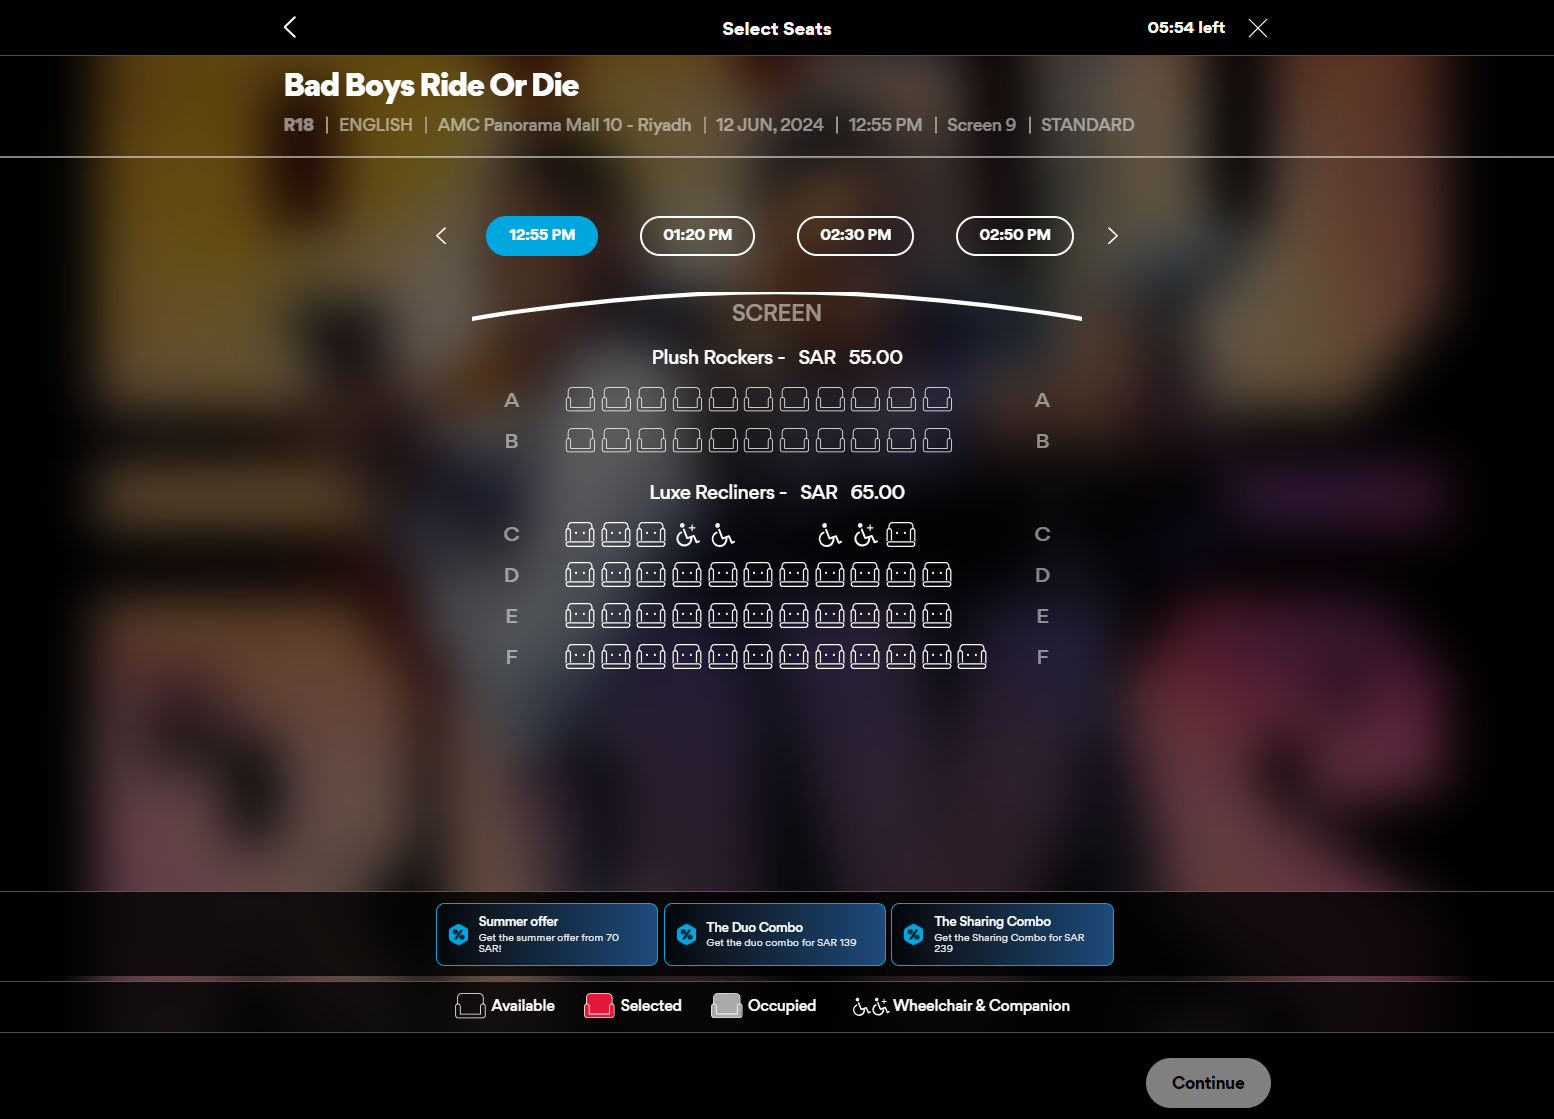 Select Seats
05:54 left
Bad Boys Ride Or Die
R18 | ENGLISH | AMC Panorama Mall 10 - Riyadh | 12 JUN, 2024 | 12:55 PM | Screen 9 | STANDARD
12:55 PM
01:20 PM
02:30 PM
02:50 PM
SCREEN
Plush Rockers - SAR 55.00
A A
B B
Luxe Recliners - SAR 65.00
C C
D D
E E
F F
Summer offer
Get the summer offer from 70
SAR!
The Duo Combo
Get the duo combo for SAR 139
The Sharing Combo
Get the Sharing Combo for SAR
239
Available
Selected
Occupied
Wheelchair & Companion
Continue